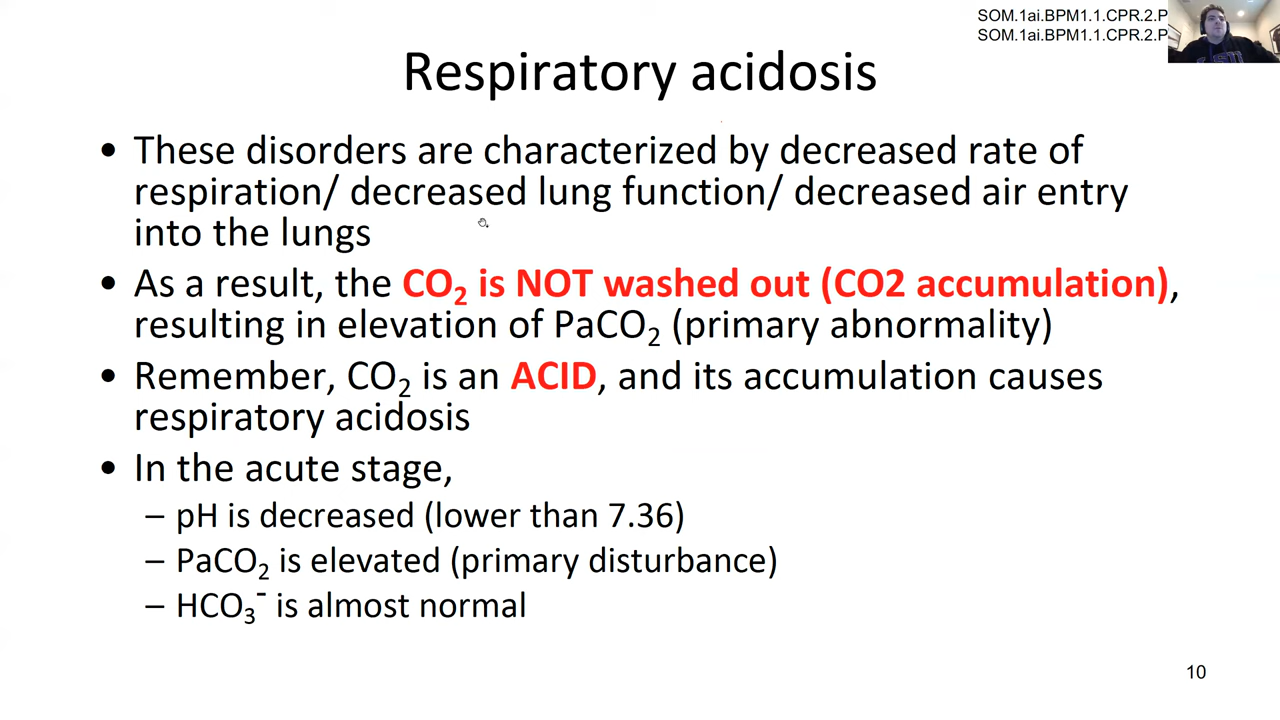 SOM.1ai.BPM1.1.CPR.2.P
SOM.1ai.BPM1.1.CPR.2.P
Respiratory acidosis
• These disorders are characterized by decreased rate of
respiration/ decreased lung function/ decreased air entry
into the lungs
• As a result, the CO₂ is NOT washed out (CO2 accumulation),
resulting in elevation of PaCO₂ (primary abnormality)
• Remember, CO₂ is an ACID, and its accumulation causes
respiratory acidosis
• In the acute stage,
– pH is decreased (lower than 7.36)
– PaCO₂ is elevated (primary disturbance)
– HCO₃⁻ is almost normal
10